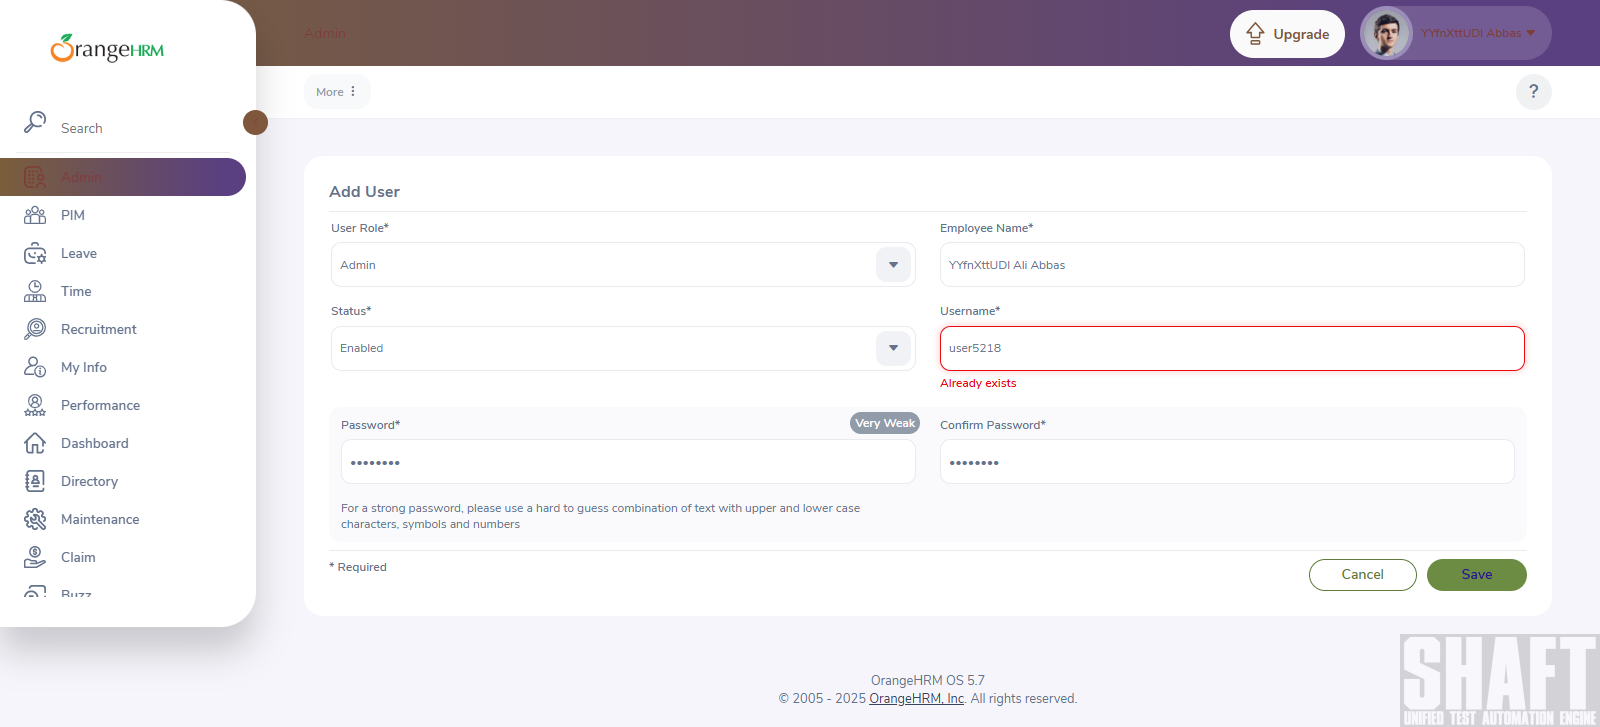 OrangeHRM
Search
Admin
PIM
Leave
Time
Recruitment
My Info
Performance
Dashboard
Directory
Maintenance
Claim
Buzz
Admin
Upgrade
YYfnXttUDI Abbas
More
?
Add User
User Role*
Admin
Employee Name*
YYfnXttUDI Ali Abbas
Status*
Enabled
Username*
user5218
Already exists
Password*
Very Weak
••••••••
Confirm Password*
••••••••
For a strong password, please use a hard to guess combination of text with upper and lower case
characters, symbols and numbers
* Required
Cancel
Save
OrangeHRM OS 5.7
© 2005 - 2025 OrangeHRM, Inc. All rights reserved.
SHAFT
UNIFIED TEST AUTOMATION ENGINE